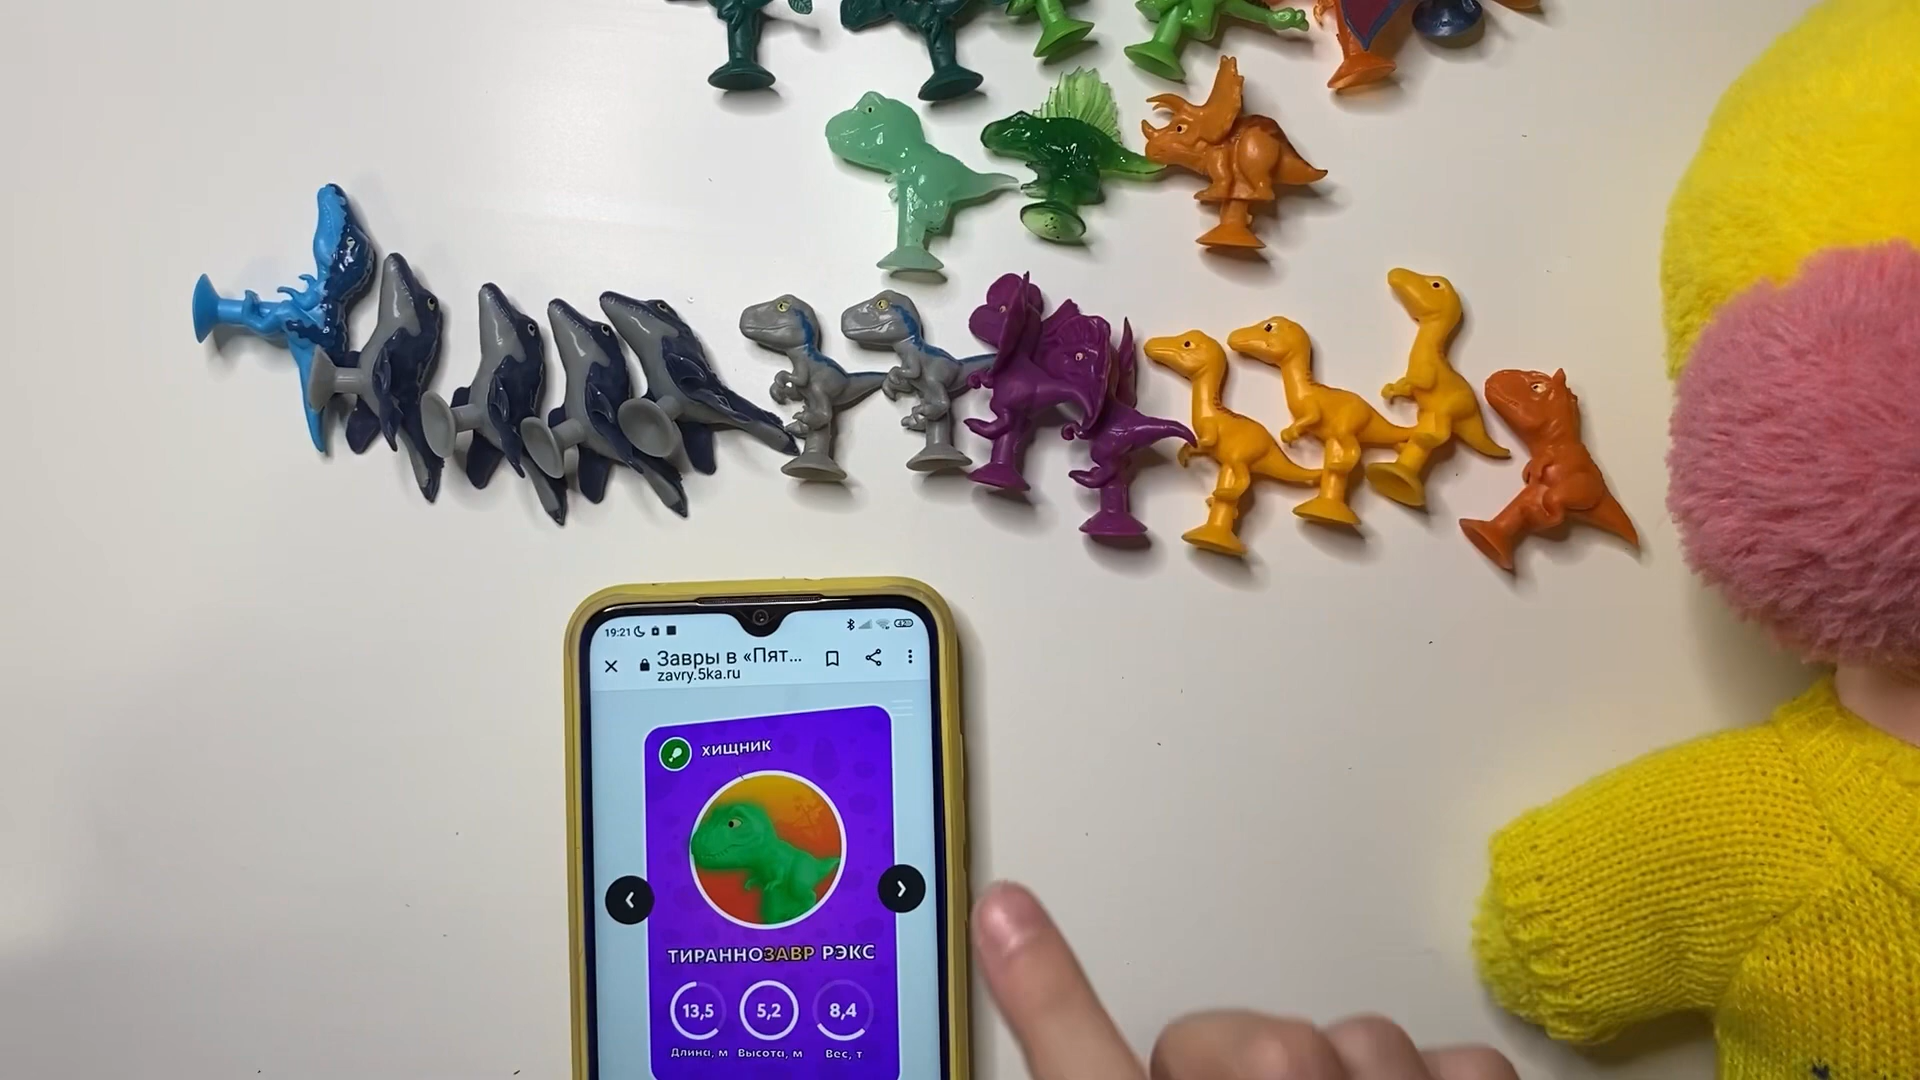 19:21
Завры в «Пят...
zavry.5ka.ru
ХИЩНИК
ТИРАННОЗАВР РЭКС
13,5 5,2 8,4
Длина, м Высота, м Вес, т